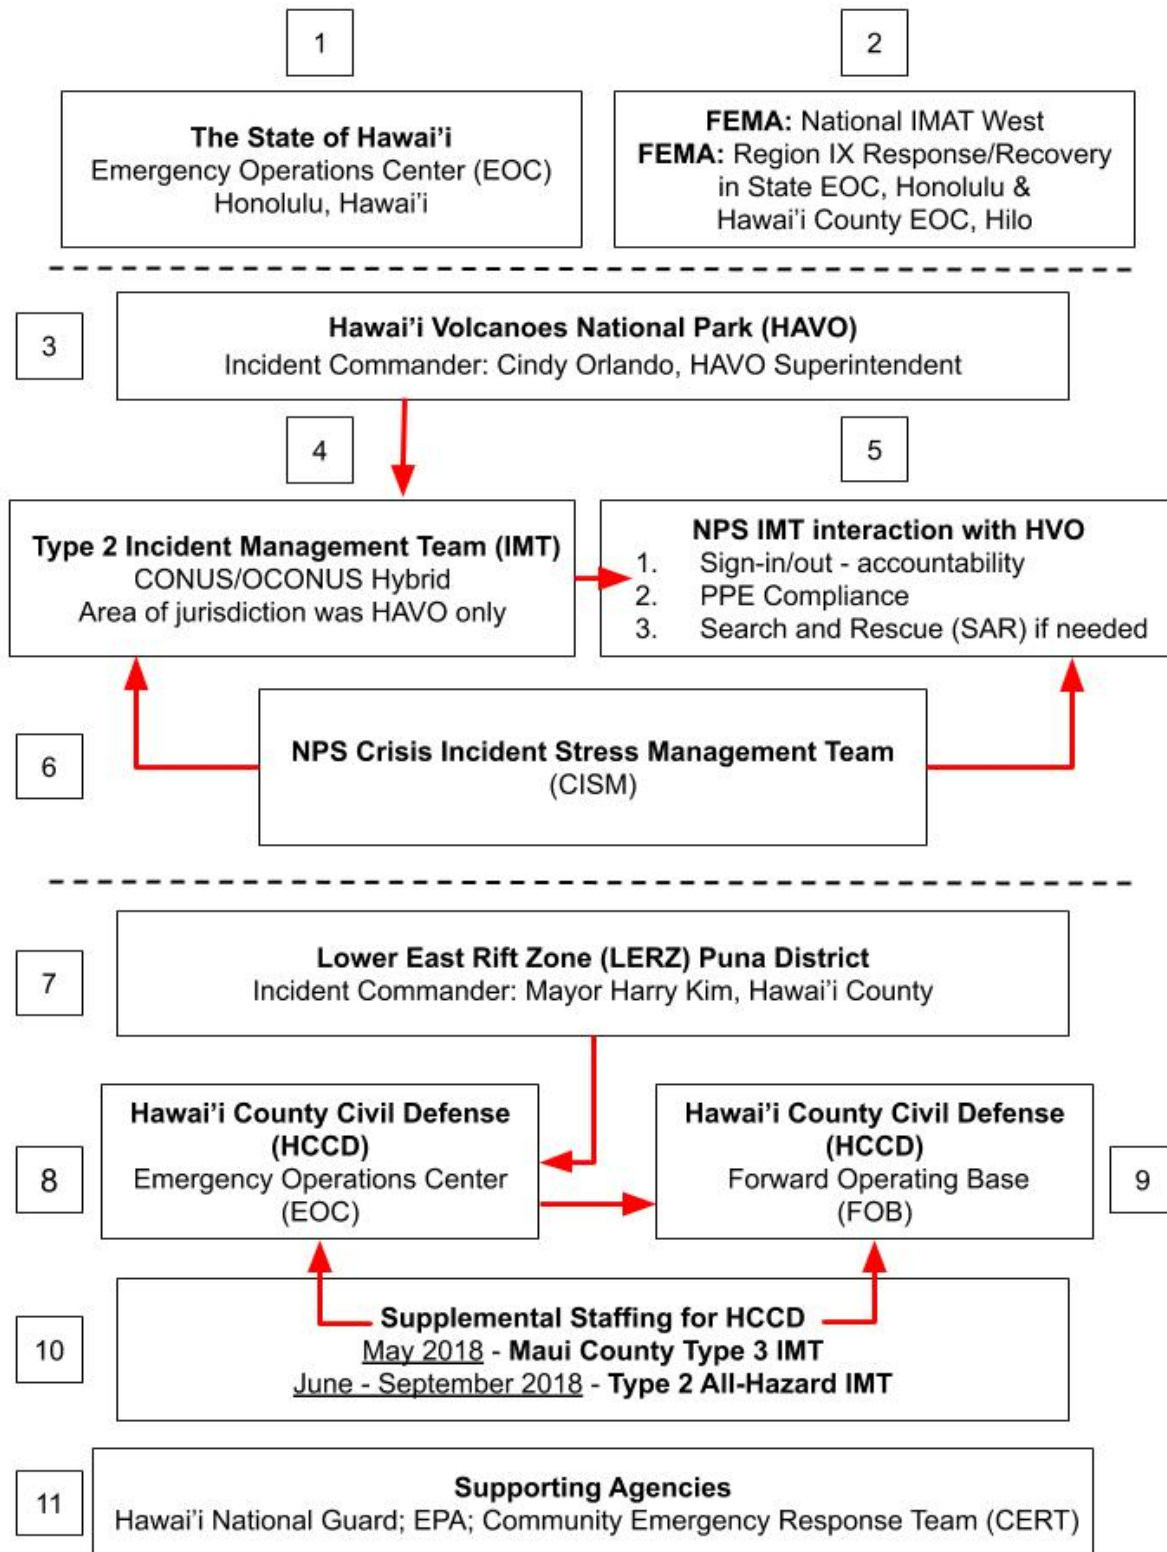 1
2
The State of Hawai’i
Emergency Operations Center (EOC)
Honolulu, Hawai’i
FEMA: National IMAT West
FEMA: Region IX Response/Recovery
in State EOC, Honolulu &
Hawai’i County EOC, Hilo
3
Hawai’i Volcanoes National Park (HAVO)
Incident Commander: Cindy Orlando, HAVO Superintendent
4
5
Type 2 Incident Management Team (IMT)
CONUS/OCONUS Hybrid
Area of jurisdiction was HAVO only
NPS IMT interaction with HVO
1. Sign-in/out - accountability
2. PPE Compliance
3. Search and Rescue (SAR) if needed
6
NPS Crisis Incident Stress Management Team
(CISM)
7
Lower East Rift Zone (LERZ) Puna District
Incident Commander: Mayor Harry Kim, Hawai’i County
8
Hawai’i County Civil Defense
(HCCD)
Emergency Operations Center
(EOC)
Hawai’i County Civil Defense
(HCCD)
Forward Operating Base
(FOB)
9
10
Supplemental Staffing for HCCD
May 2018 - Maui County Type 3 IMT
June - September 2018 - Type 2 All-Hazard IMT
11
Supporting Agencies
Hawai’i National Guard; EPA; Community Emergency Response Team (CERT)